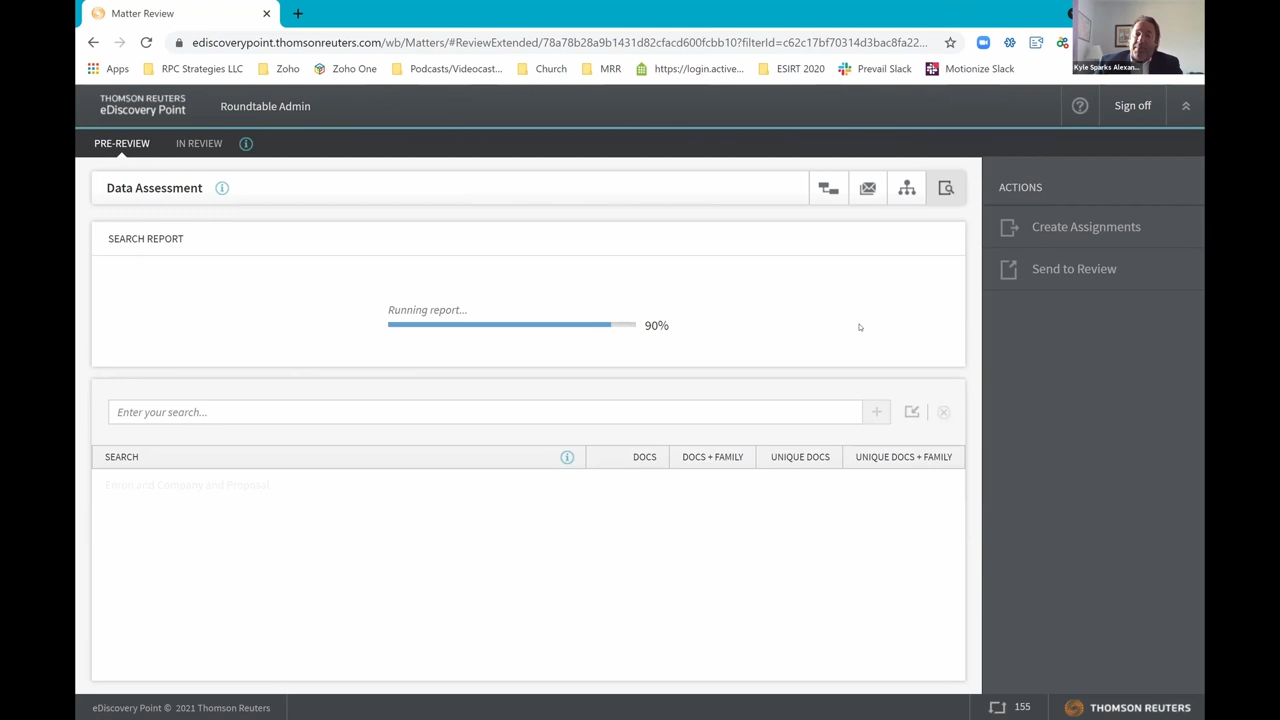 Matter Review
ediscoverypoint.thomsonreuters.com/wb/Matters/#ReviewExtended/78a78b28a9b1431d82cfacd600fcbb10?filterId=c62c17bf70314d3bac8fa22...
Apps RPC Strategies LLC Zoho Zoho One Podcasts/Videocast... Church MRR https://login.active... ESIRT 2020 Prevail Slack Motionize Slack
Kyle Sparks Alexan...
THOMSON REUTERS
eDiscovery Point
Roundtable Admin
Sign off
PRE-REVIEW IN REVIEW
Data Assessment
ACTIONS
Create Assignments
Send to Review
SEARCH REPORT
Running report...
90%
Enter your search...
SEARCH DOCS DOCS + FAMILY UNIQUE DOCS UNIQUE DOCS + FAMILY
Enron and Company and Proposal
eDiscovery Point © 2021 Thomson Reuters
155
THOMSON REUTERS